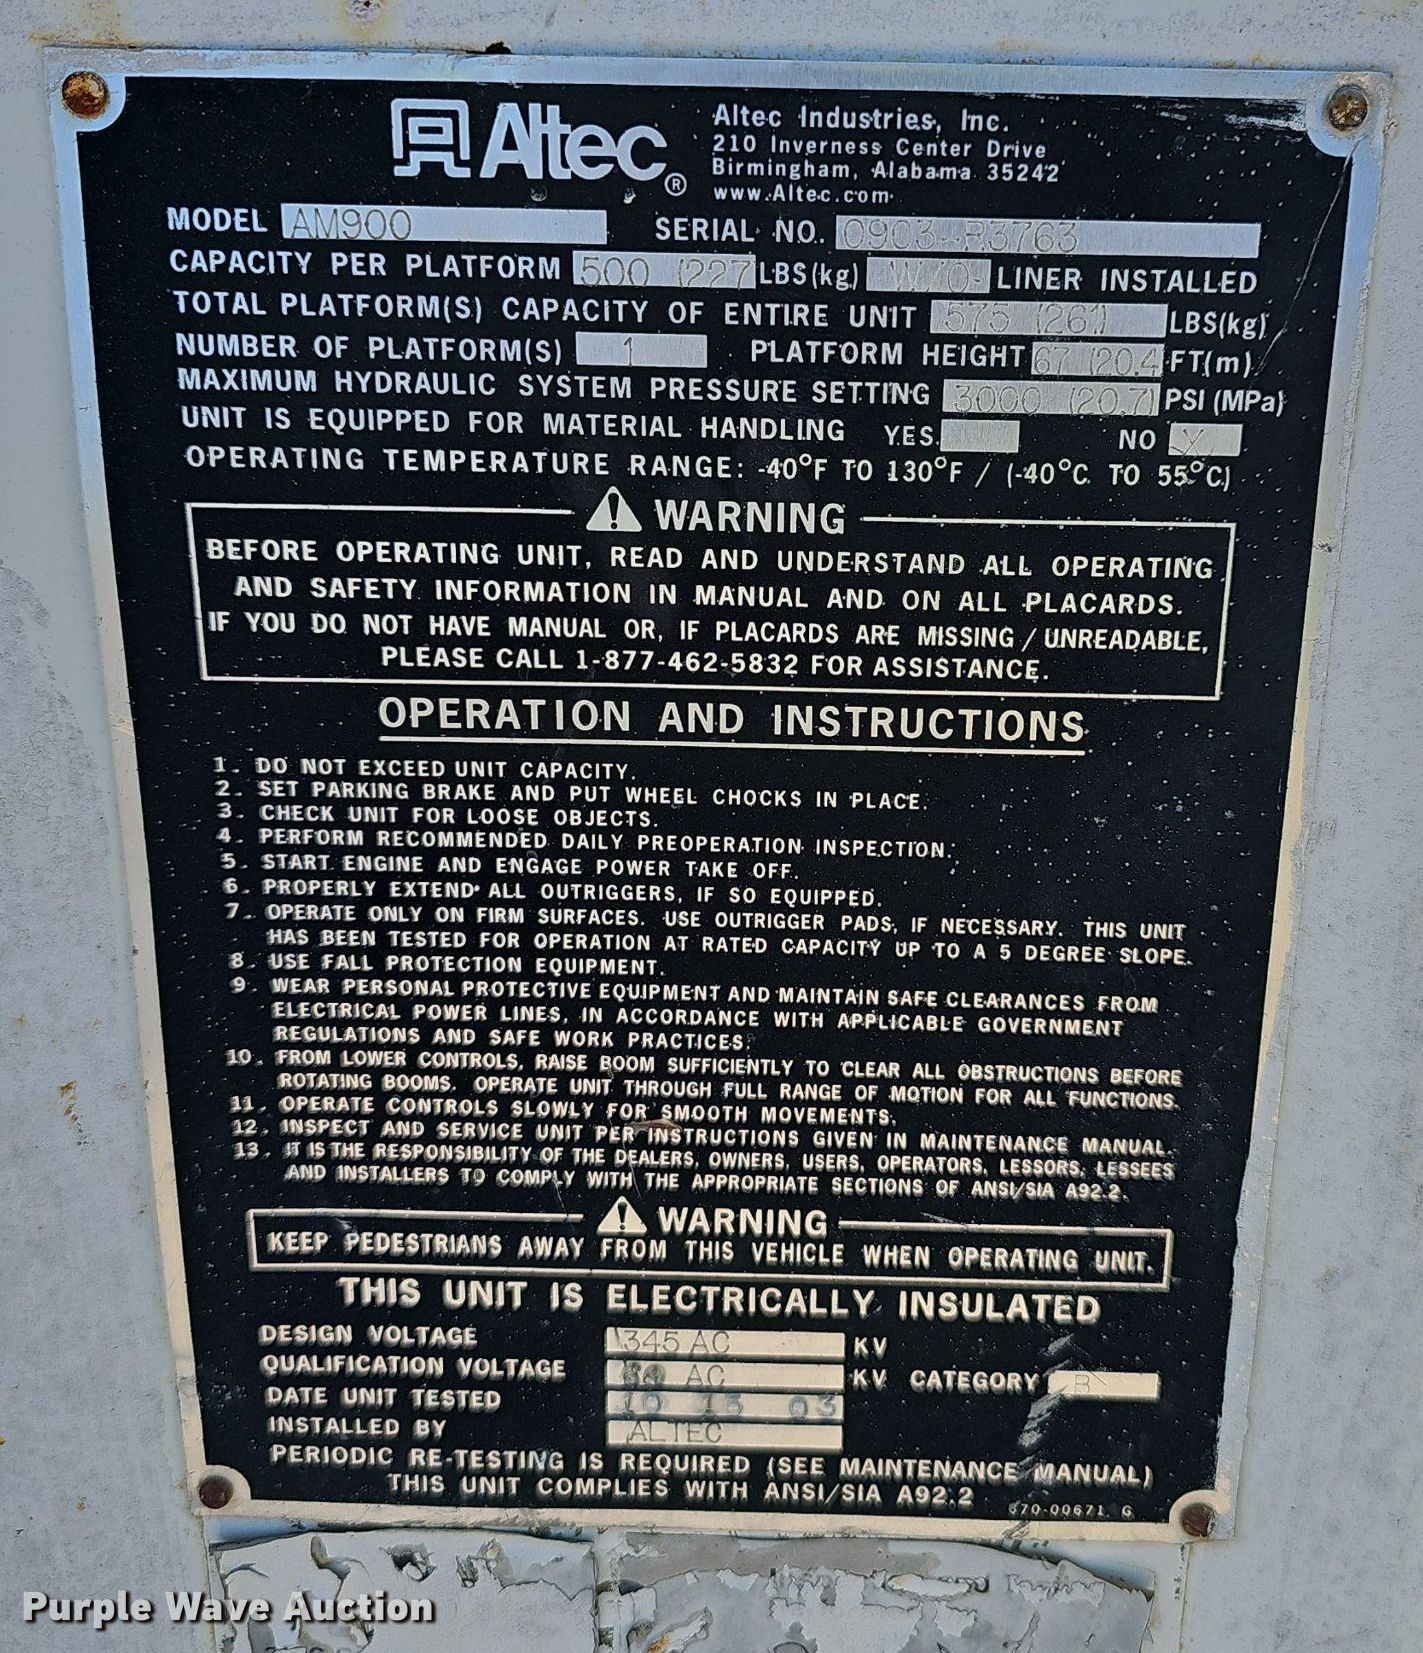 Altec®
Altec Industries, Inc.
210 Inverness Center Drive
Birmingham, Alabama 35242
www.Altec.com
MODEL AM900 SERIAL NO. 0903-R3763
CAPACITY PER PLATFORM 500 (227 LBS(kg) W/O- LINER INSTALLED
TOTAL PLATFORM(S) CAPACITY OF ENTIRE UNIT 575 (261) LBS(kg)
NUMBER OF PLATFORM(S) 1 PLATFORM HEIGHT 67 (20.4 FT(m)
MAXIMUM HYDRAULIC SYSTEM PRESSURE SETTING 3000 (20.7) PSI (MPa)
UNIT IS EQUIPPED FOR MATERIAL HANDLING YES NO X
OPERATING TEMPERATURE RANGE: -40°F TO 130°F / (-40°C TO 55°C)
WARNING
BEFORE OPERATING UNIT, READ AND UNDERSTAND ALL OPERATING
AND SAFETY INFORMATION IN MANUAL AND ON ALL PLACARDS.
IF YOU DO NOT HAVE MANUAL OR, IF PLACARDS ARE MISSING / UNREADABLE,
PLEASE CALL 1-877-462-5832 FOR ASSISTANCE.
OPERATION AND INSTRUCTIONS
1. DO NOT EXCEED UNIT CAPACITY.
2. SET PARKING BRAKE AND PUT WHEEL CHOCKS IN PLACE.
3. CHECK UNIT FOR LOOSE OBJECTS.
4. PERFORM RECOMMENDED DAILY PREOPERATION INSPECTION.
5. START ENGINE AND ENGAGE POWER TAKE OFF.
6. PROPERLY EXTEND ALL OUTRIGGERS, IF SO EQUIPPED.
7. OPERATE ONLY ON FIRM SURFACES. USE OUTRIGGER PADS, IF NECESSARY. THIS UNIT
HAS BEEN TESTED FOR OPERATION AT RATED CAPACITY UP TO A 5 DEGREE SLOPE.
8. USE FALL PROTECTION EQUIPMENT.
9. WEAR PERSONAL PROTECTIVE EQUIPMENT AND MAINTAIN SAFE CLEARANCES FROM
ELECTRICAL POWER LINES, IN ACCORDANCE WITH APPLICABLE GOVERNMENT
REGULATIONS AND SAFE WORK PRACTICES.
10. FROM LOWER CONTROLS, RAISE BOOM SUFFICIENTLY TO CLEAR ALL OBSTRUCTIONS BEFORE
ROTATING BOOMS. OPERATE UNIT THROUGH FULL RANGE OF MOTION FOR ALL FUNCTIONS.
11. OPERATE CONTROLS SLOWLY FOR SMOOTH MOVEMENTS.
12. INSPECT AND SERVICE UNIT PER INSTRUCTIONS GIVEN IN MAINTENANCE MANUAL.
13. IT IS THE RESPONSIBILITY OF THE DEALERS, OWNERS, USERS, OPERATORS, LESSORS, LESSEES
AND INSTALLERS TO COMPLY WITH THE APPROPRIATE SECTIONS OF ANSI/SIA A92.2.
WARNING
KEEP PEDESTRIANS AWAY FROM THIS VEHICLE WHEN OPERATING UNIT.
THIS UNIT IS ELECTRICALLY INSULATED
DESIGN VOLTAGE 345 AC KV
QUALIFICATION VOLTAGE AC KV CATEGORY B
DATE UNIT TESTED 10 03
INSTALLED BY ALTEC
PERIODIC RE-TESTING IS REQUIRED (SEE MAINTENANCE MANUAL)
THIS UNIT COMPLIES WITH ANSI/SIA A92.2
670-00671 G
Purple Wave Auction